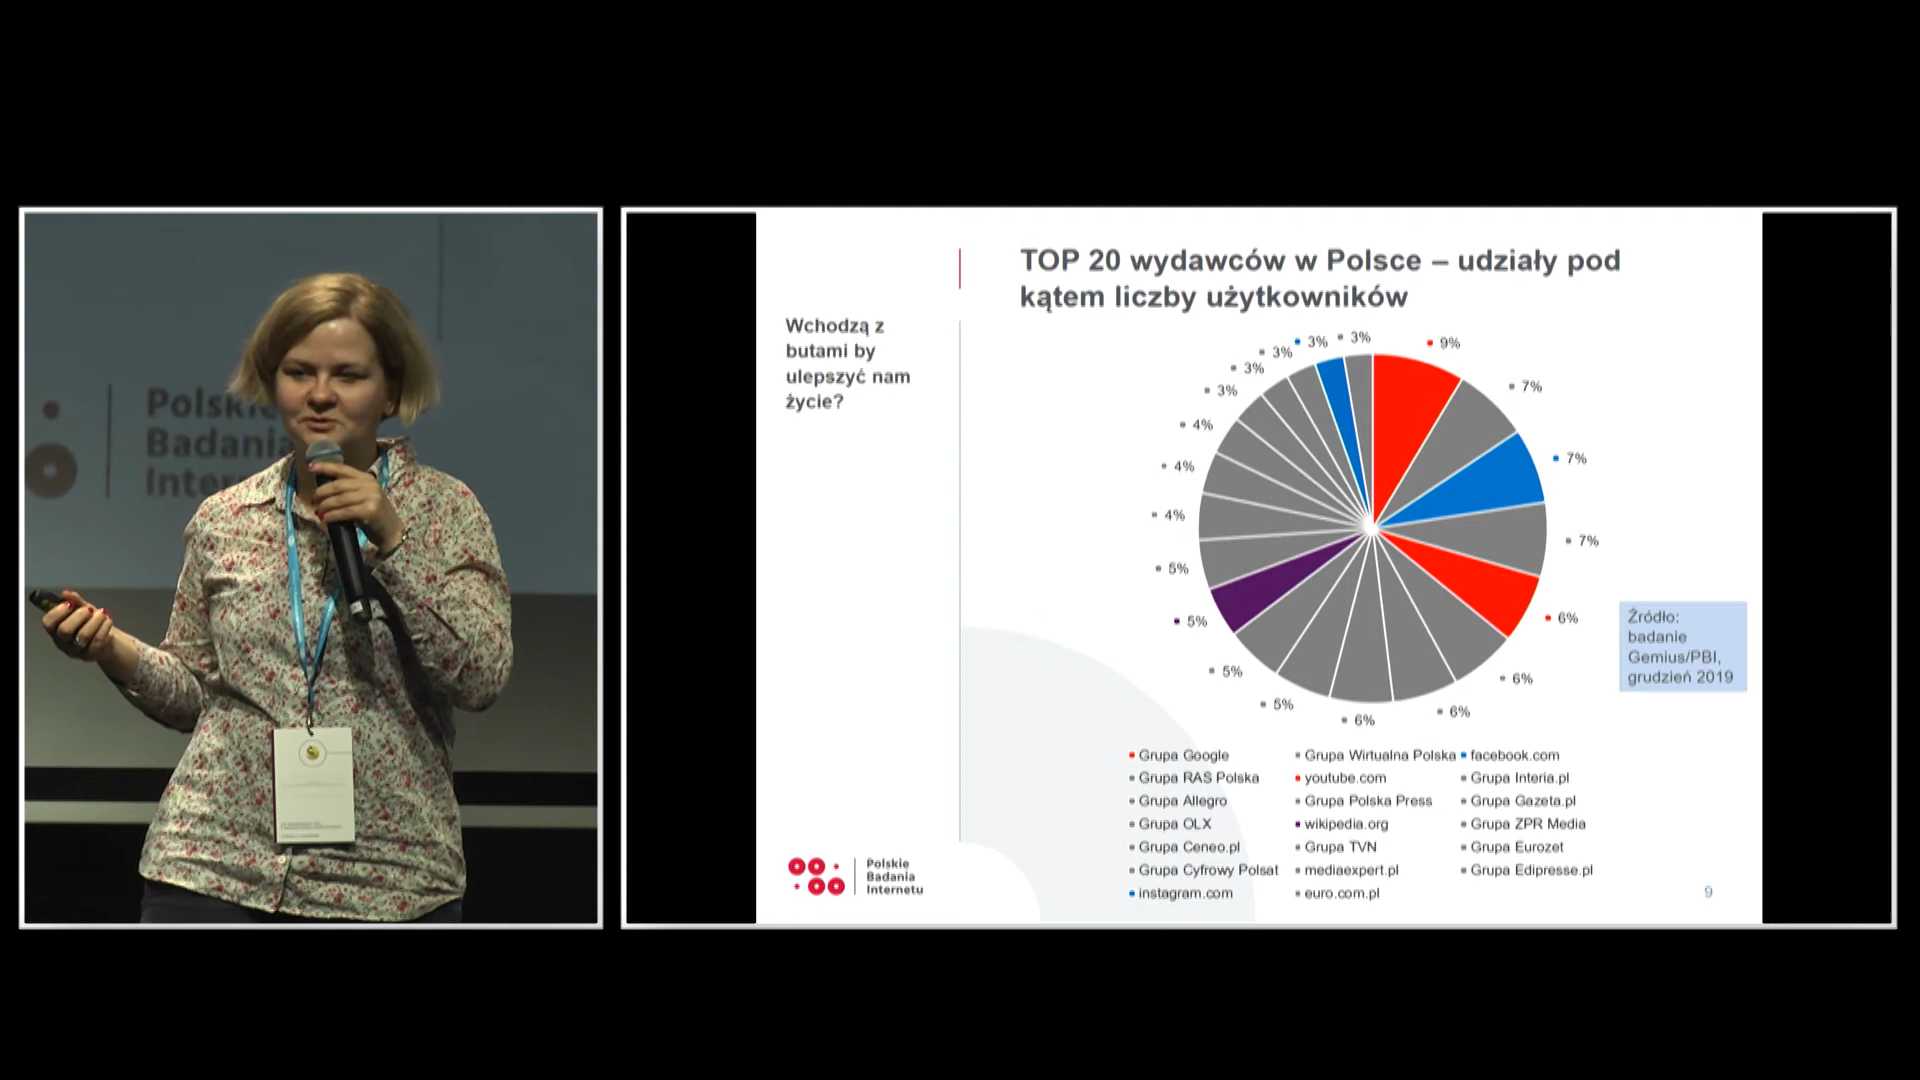 Polskie
Badania
Internetu
TOP 20 wydawców w Polsce – udziały pod
kątem liczby użytkowników
Wchodzą z
butami by
ulepszyć nam
życie?
9%
7%
7%
7%
6%
6%
6%
6%
5%
5%
5%
5%
4%
4%
4%
3%
3%
3%
3%
3%
Źródło:
badanie
Gemius/PBI,
grudzień 2019
Grupa Google
Grupa Wirtualna Polska
facebook.com
Grupa RAS Polska
youtube.com
Grupa Interia.pl
Grupa Allegro
Grupa Polska Press
Grupa Gazeta.pl
Grupa OLX
wikipedia.org
Grupa ZPR Media
Grupa Ceneo.pl
Grupa TVN
Grupa Eurozet
Grupa Cyfrowy Polsat
mediaexpert.pl
Grupa Edipresse.pl
instagram.com
euro.com.pl
Polskie
Badania
Internetu
9